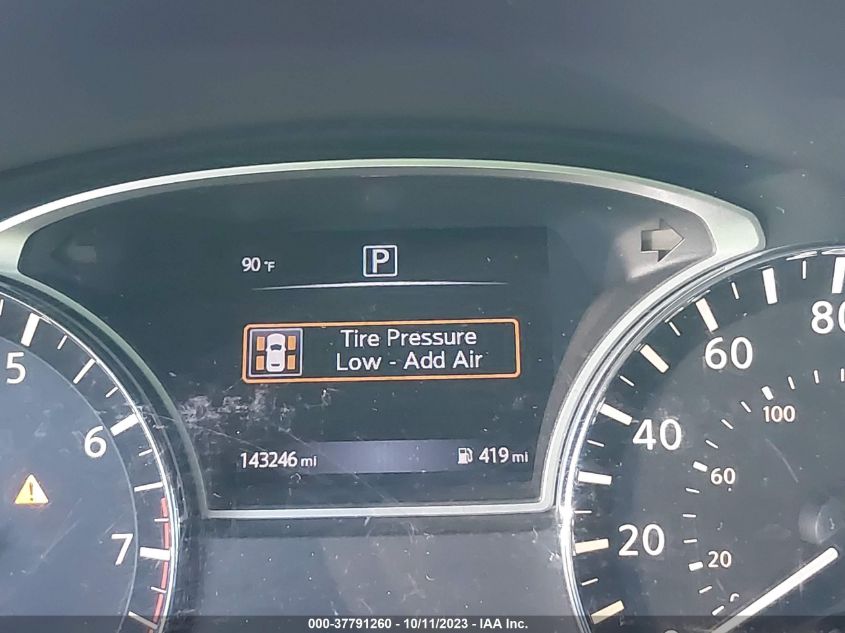 90 °F
P
Tire Pressure
Low - Add Air
143246 mi
419 mi
5
6
7
80
60
40
20
100
60
20
000-37791260 - 10/11/2023 - IAA Inc.